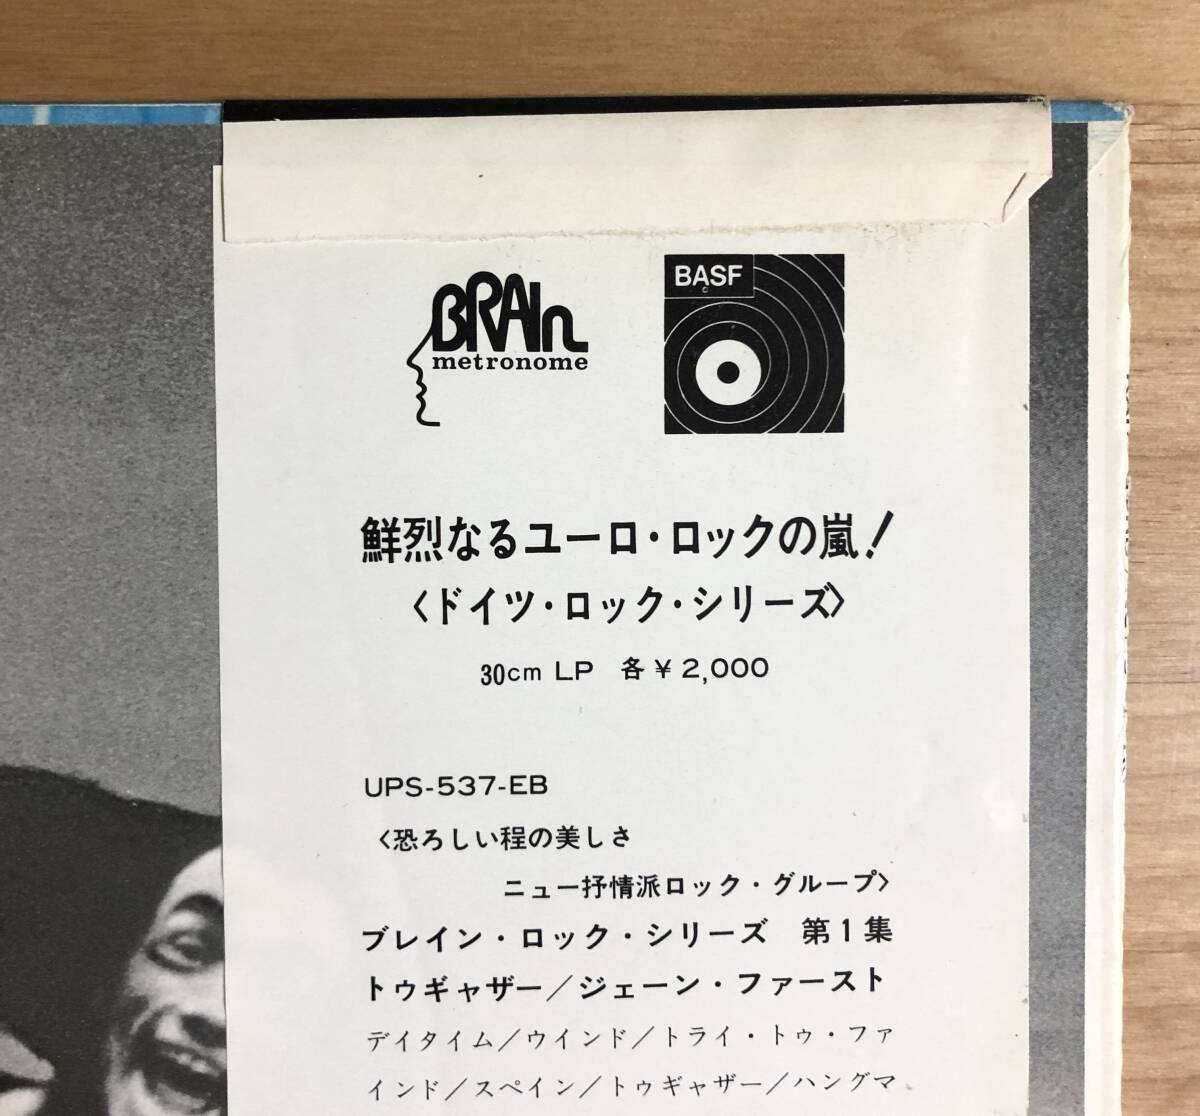 BRAIn
metronome
BASF
鮮烈なるユーロ・ロックの嵐!
〈ドイツ・ロック・シリーズ〉
30cm LP 各¥2,000
UPS-537-EB
〈恐ろしい程の美しさ
ニュー抒情派ロック・グループ〉
ブレイン・ロック・シリーズ 第1集
トゥギャザー/ジェーン・ファースト
デイタイム/ウインド/トライ・トゥ・ファ
インド/スペイン/トゥギャザー/ハングマ